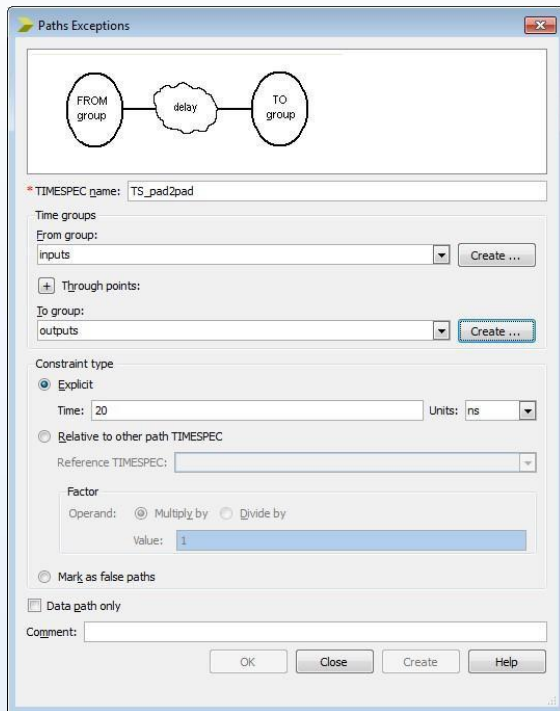 Paths Exceptions
FROM group
delay
TO group
* TIMESPEC name: TS_pad2pad
Time groups
From group:
inputs
Create ...
+ Through points:
To group:
outputs
Create ...
Constraint type
Explicit
Time: 20 Units: ns
Relative to other path TIMESPEC
Reference TIMESPEC:
Factor
Operand: Multiply by Divide by
Value: 1
Mark as false paths
Data path only
Comment:
OK Close Create Help